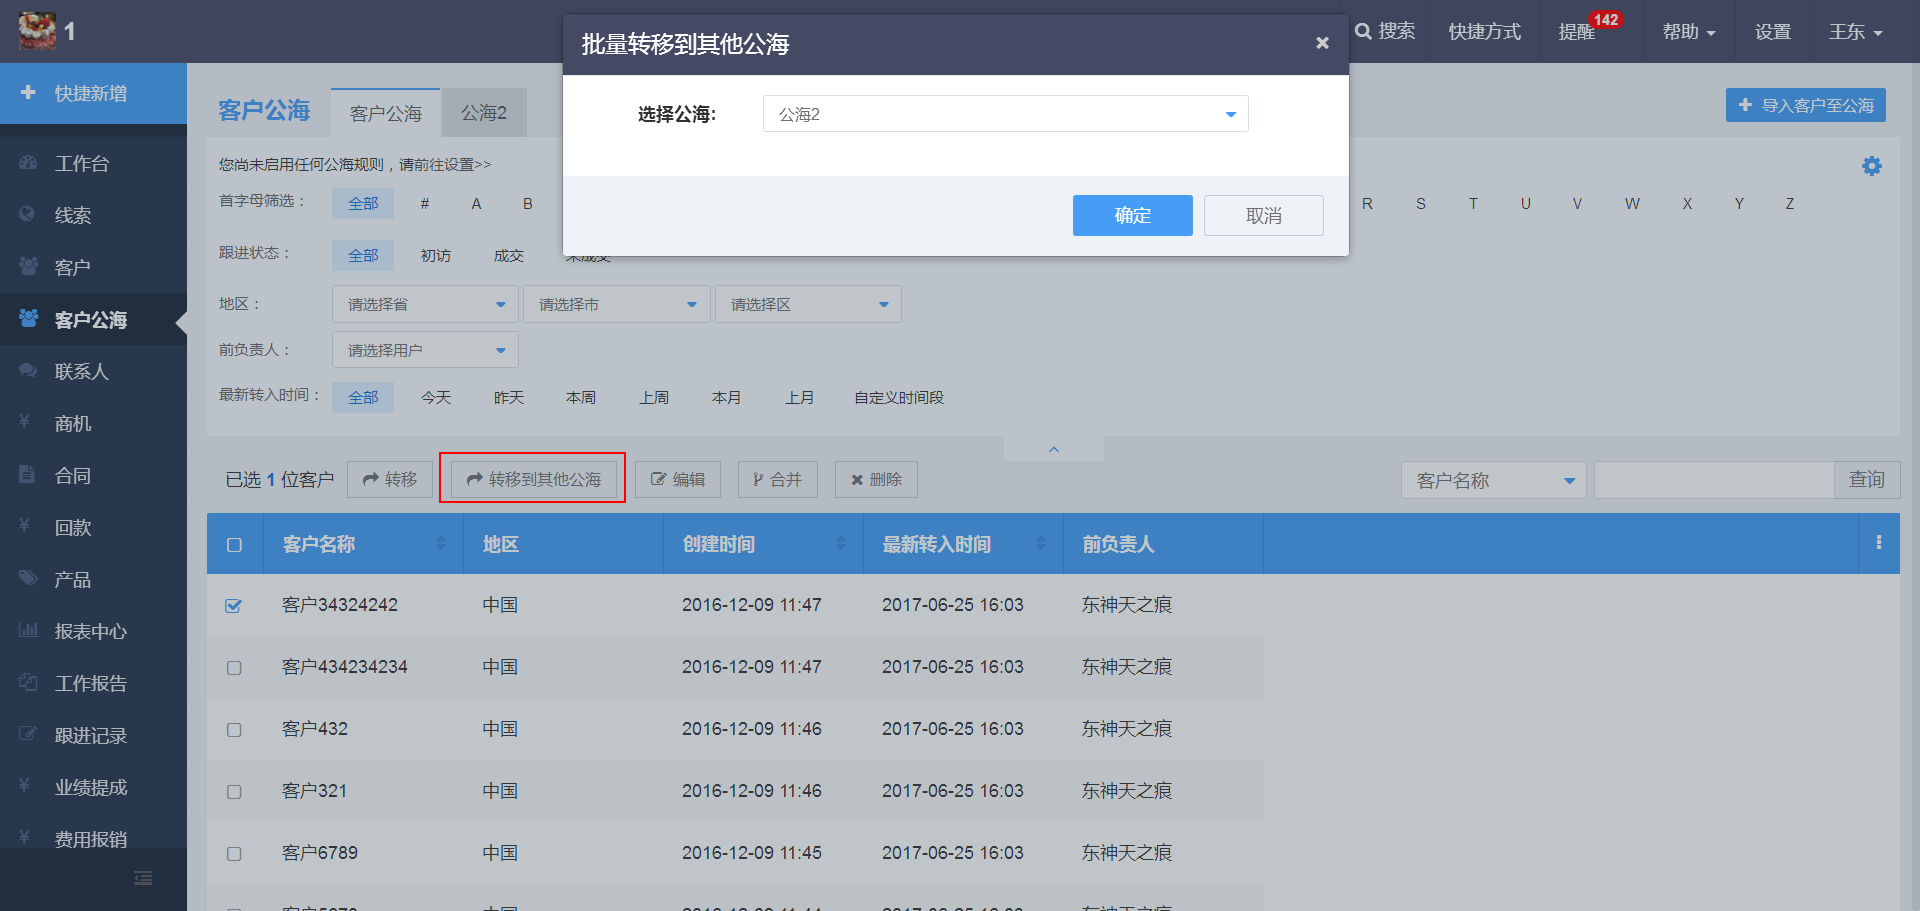 1
批量转移到其他公海 ×
搜索 快捷方式 提醒 142 帮助 设置 王东
快捷新增
工作台
线索
客户
客户公海
联系人
商机
合同
回款
产品
报表中心
工作报告
跟进记录
业绩提成
费用报销
选择公海: 公海2
确定 取消
客户公海 客户公海 公海2 导入客户至公海
您尚未启用任何公海规则，请前往设置>>
首字母筛选： 全部 # A B R S T U V W X Y Z
跟进状态： 全部 初访 成交 未成交
地区： 请选择省 请选择市 请选择区
前负责人： 请选择用户
最新转入时间： 全部 今天 昨天 本周 上周 本月 上月 自定义时间段
已选 1 位客户 转移 转移到其他公海 编辑 合并 删除 客户名称 查询
客户名称 地区 创建时间 最新转入时间 前负责人
客户34324242 中国 2016-12-09 11:47 2017-06-25 16:03 东神天之痕
客户434234234 中国 2016-12-09 11:47 2017-06-25 16:03 东神天之痕
客户432 中国 2016-12-09 11:46 2017-06-25 16:03 东神天之痕
客户321 中国 2016-12-09 11:46 2017-06-25 16:03 东神天之痕
客户6789 中国 2016-12-09 11:45 2017-06-25 16:03 东神天之痕